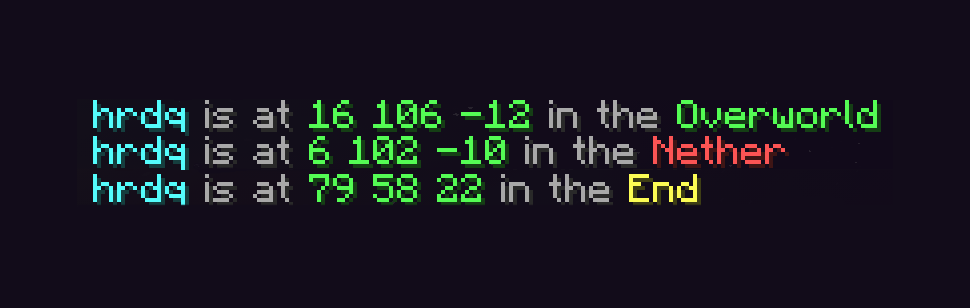 hrdq is at 16 106 -12 in the Overworld
hrdq is at 6 102 -10 in the Nether
hrdq is at 79 58 22 in the End